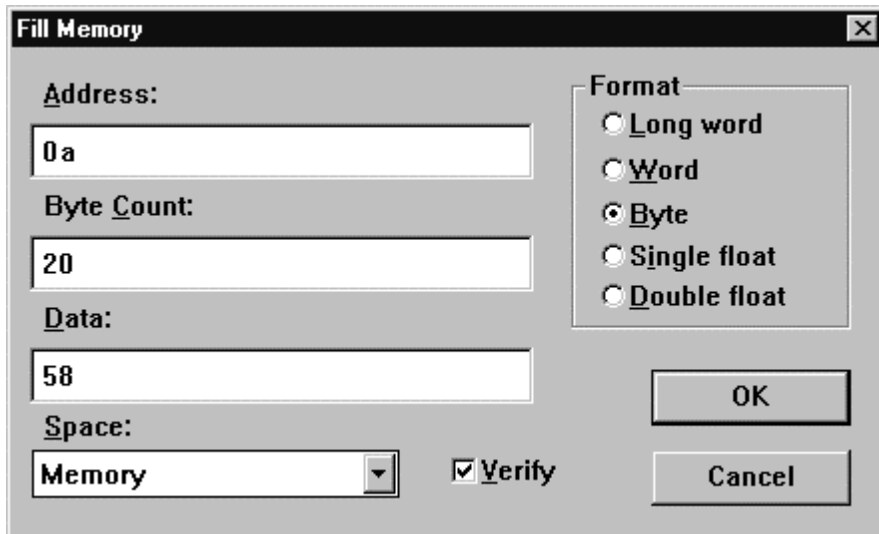 Fill Memory
Address:
0a
Byte Count:
20
Data:
58
Space:
Memory
Verify
Format
Long word
Word
Byte
Single float
Double float
OK
Cancel